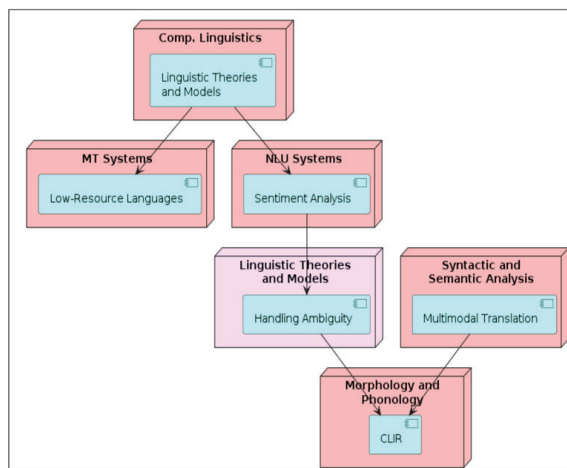 Comp. Linguistics
Linguistic Theories
and Models
MT Systems
Low-Resource Languages
NLU Systems
Sentiment Analysis
Linguistic Theories
and Models
Handling Ambiguity
Syntactic and
Semantic Analysis
Multimodal Translation
Morphology and
Phonology
CLIR